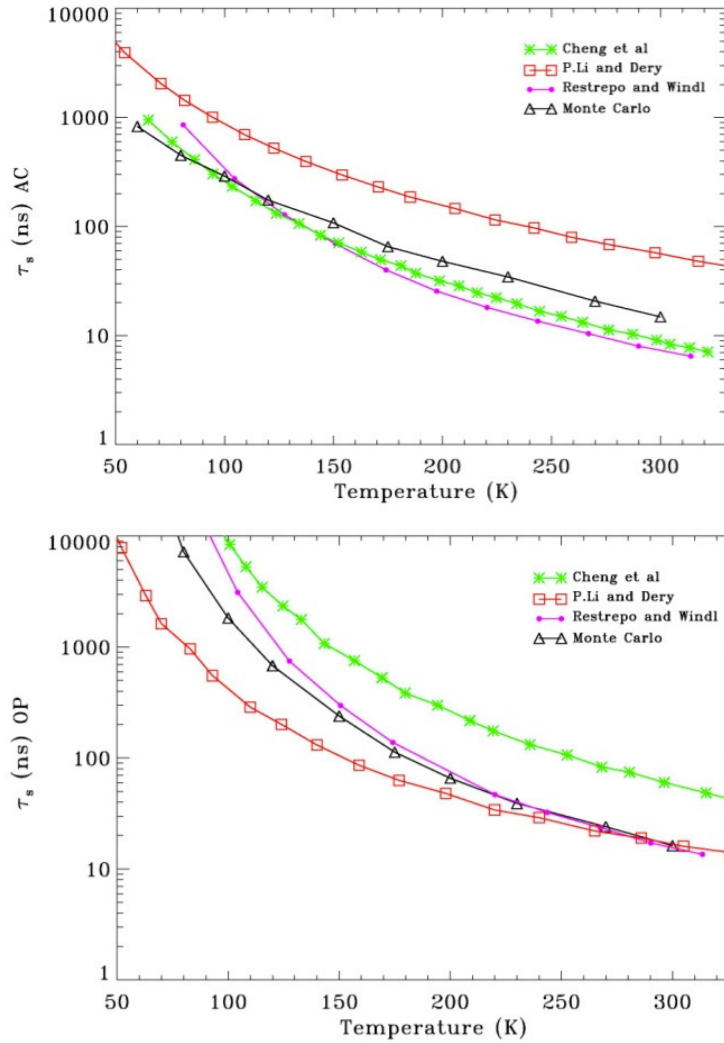 10000
1000
100
10
1
τs (ns) AC
Cheng et al
P.Li and Dery
Restrepo and Windl
Monte Carlo
50 100 150 200 250 300
Temperature (K)
10000
1000
100
10
1
τs (ns) OP
Cheng et al
P.Li and Dery
Restrepo and Windl
Monte Carlo
50 100 150 200 250 300
Temperature (K)